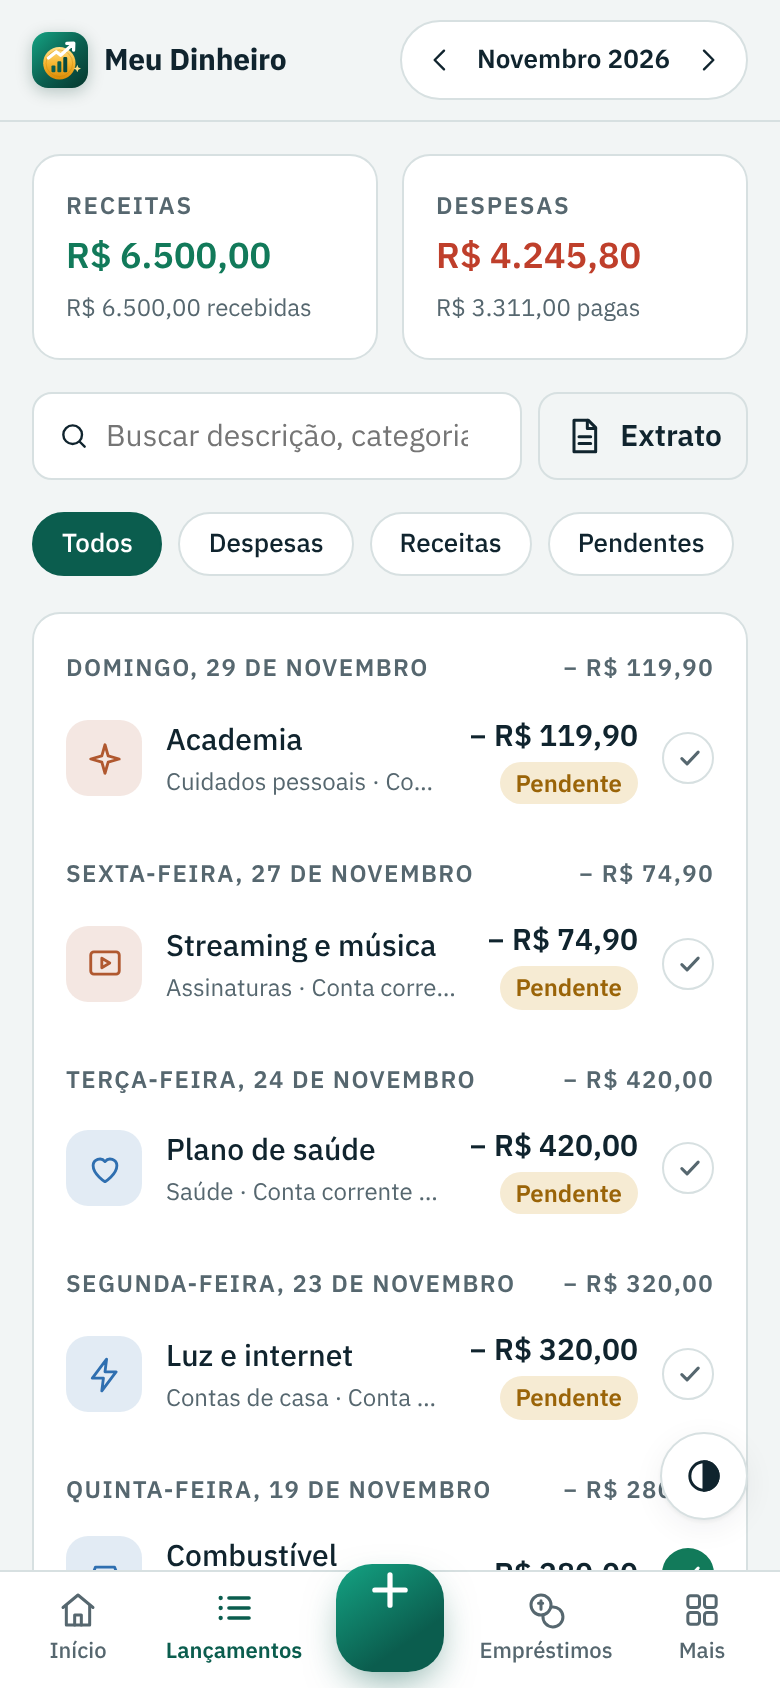 Meu Dinheiro
Novembro 2026
RECEITAS
R$ 6.500,00
R$ 6.500,00 recebidas
DESPESAS
R$ 4.245,80
R$ 3.311,00 pagas
Buscar descrição, categoria
Extrato
Todos
Despesas
Receitas
Pendentes
DOMINGO, 29 DE NOVEMBRO – R$ 119,90
Academia – R$ 119,90
Cuidados pessoais · Co... Pendente
SEXTA-FEIRA, 27 DE NOVEMBRO – R$ 74,90
Streaming e música – R$ 74,90
Assinaturas · Conta corre... Pendente
TERÇA-FEIRA, 24 DE NOVEMBRO – R$ 420,00
Plano de saúde – R$ 420,00
Saúde · Conta corrente ... Pendente
SEGUNDA-FEIRA, 23 DE NOVEMBRO – R$ 320,00
Luz e internet – R$ 320,00
Contas de casa · Conta ... Pendente
QUINTA-FEIRA, 19 DE NOVEMBRO – R$ 280
Combustível R$ 280,00
Início
Lançamentos
Empréstimos
Mais